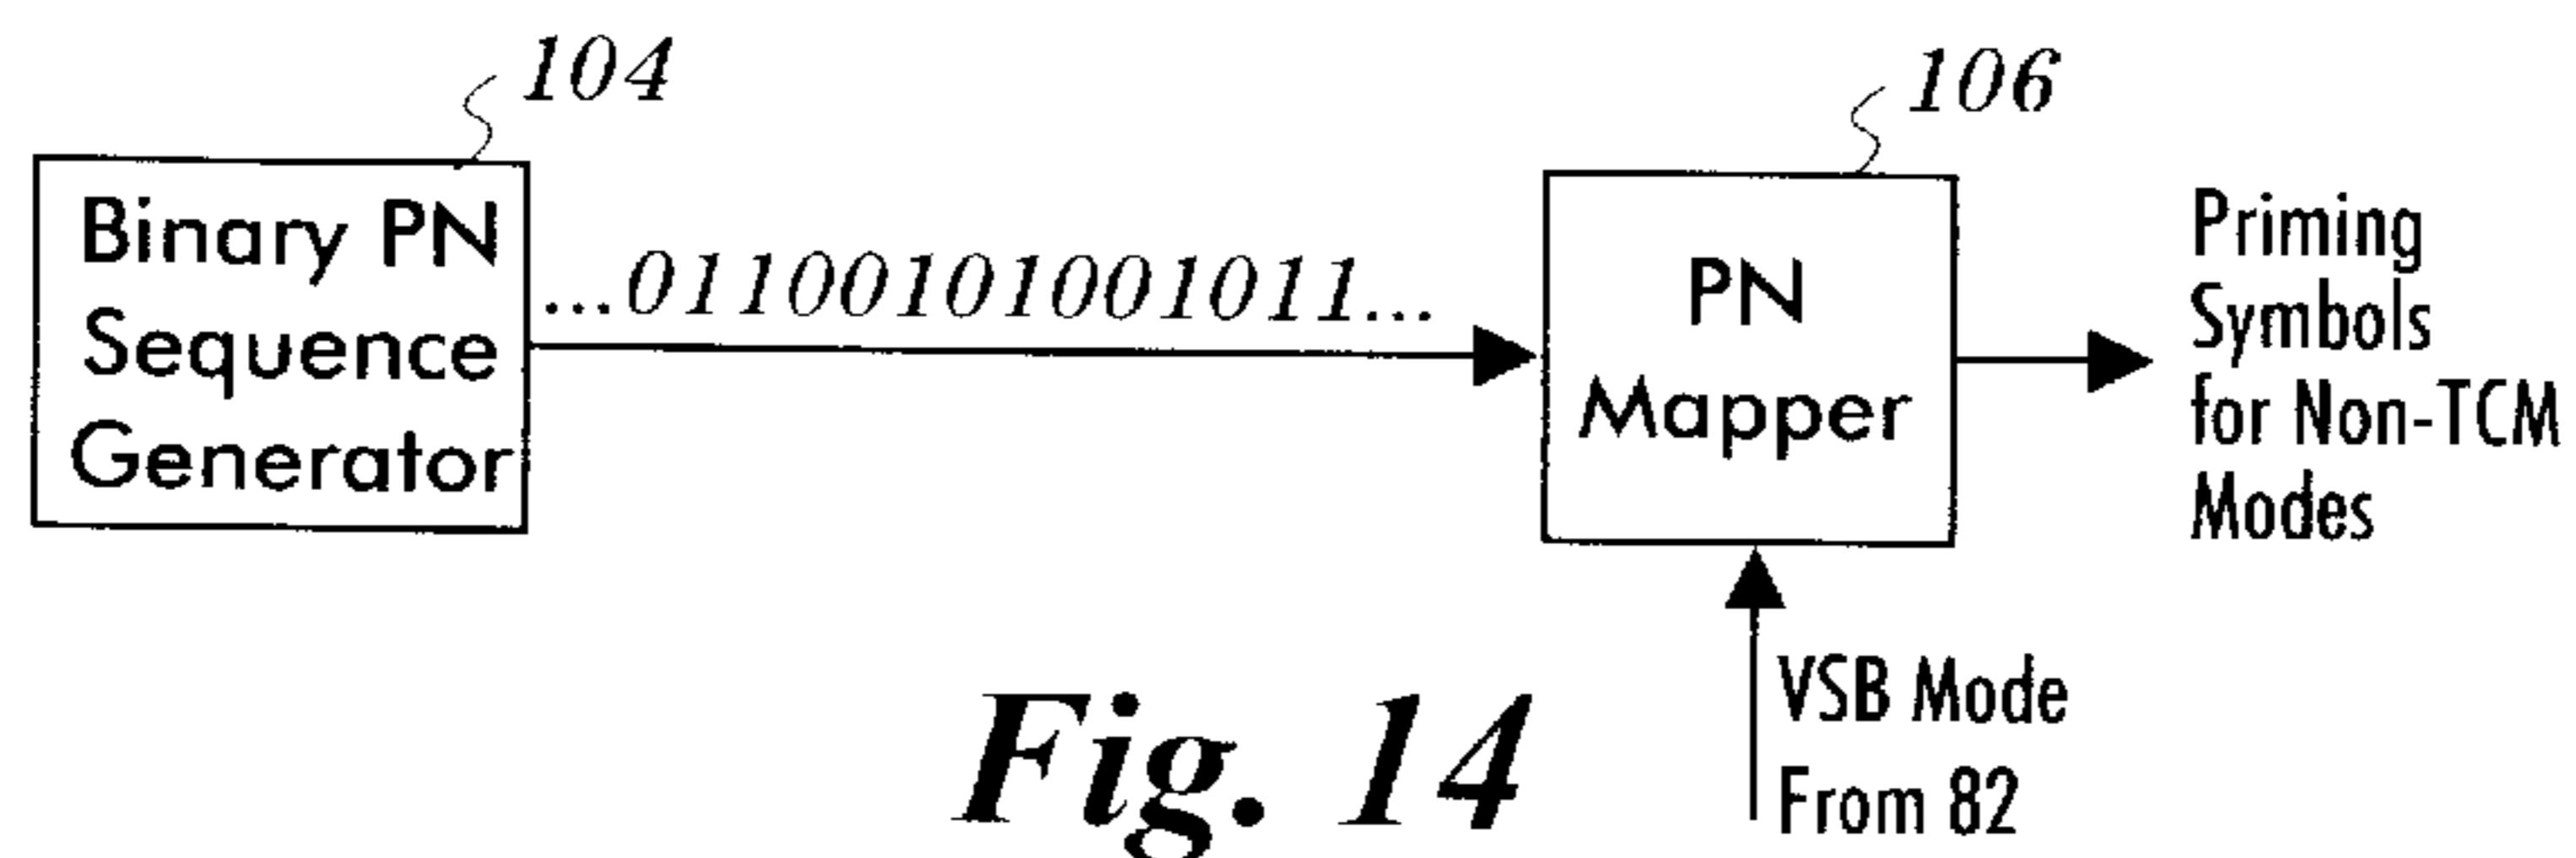 104
Binary PN
Sequence
Generator
...01100101001011...
106
PN
Mapper
Priming
Symbols
for Non-TCM
Modes
VSB Mode
From 82
Fig. 14